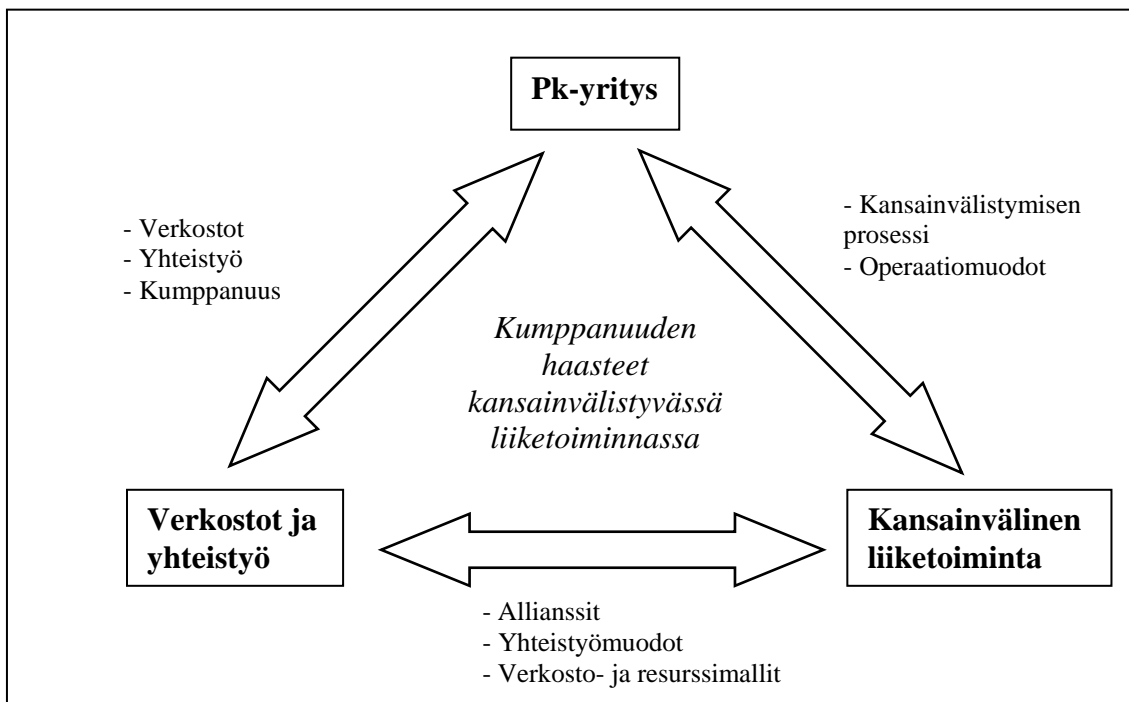 Pk-yritys
- Verkostot
- Yhteistyö
- Kumppanuus
- Kansainvälistymisen
prosessi
- Operaatiomuodot
Kumppanuuden
haasteet
kansainvälistyvässä
liiketoiminnassa
Verkostot ja
yhteistyö
Kansainvälinen
liiketoiminta
- Allianssit
- Yhteistyömuodot
- Verkosto- ja resurssimallit